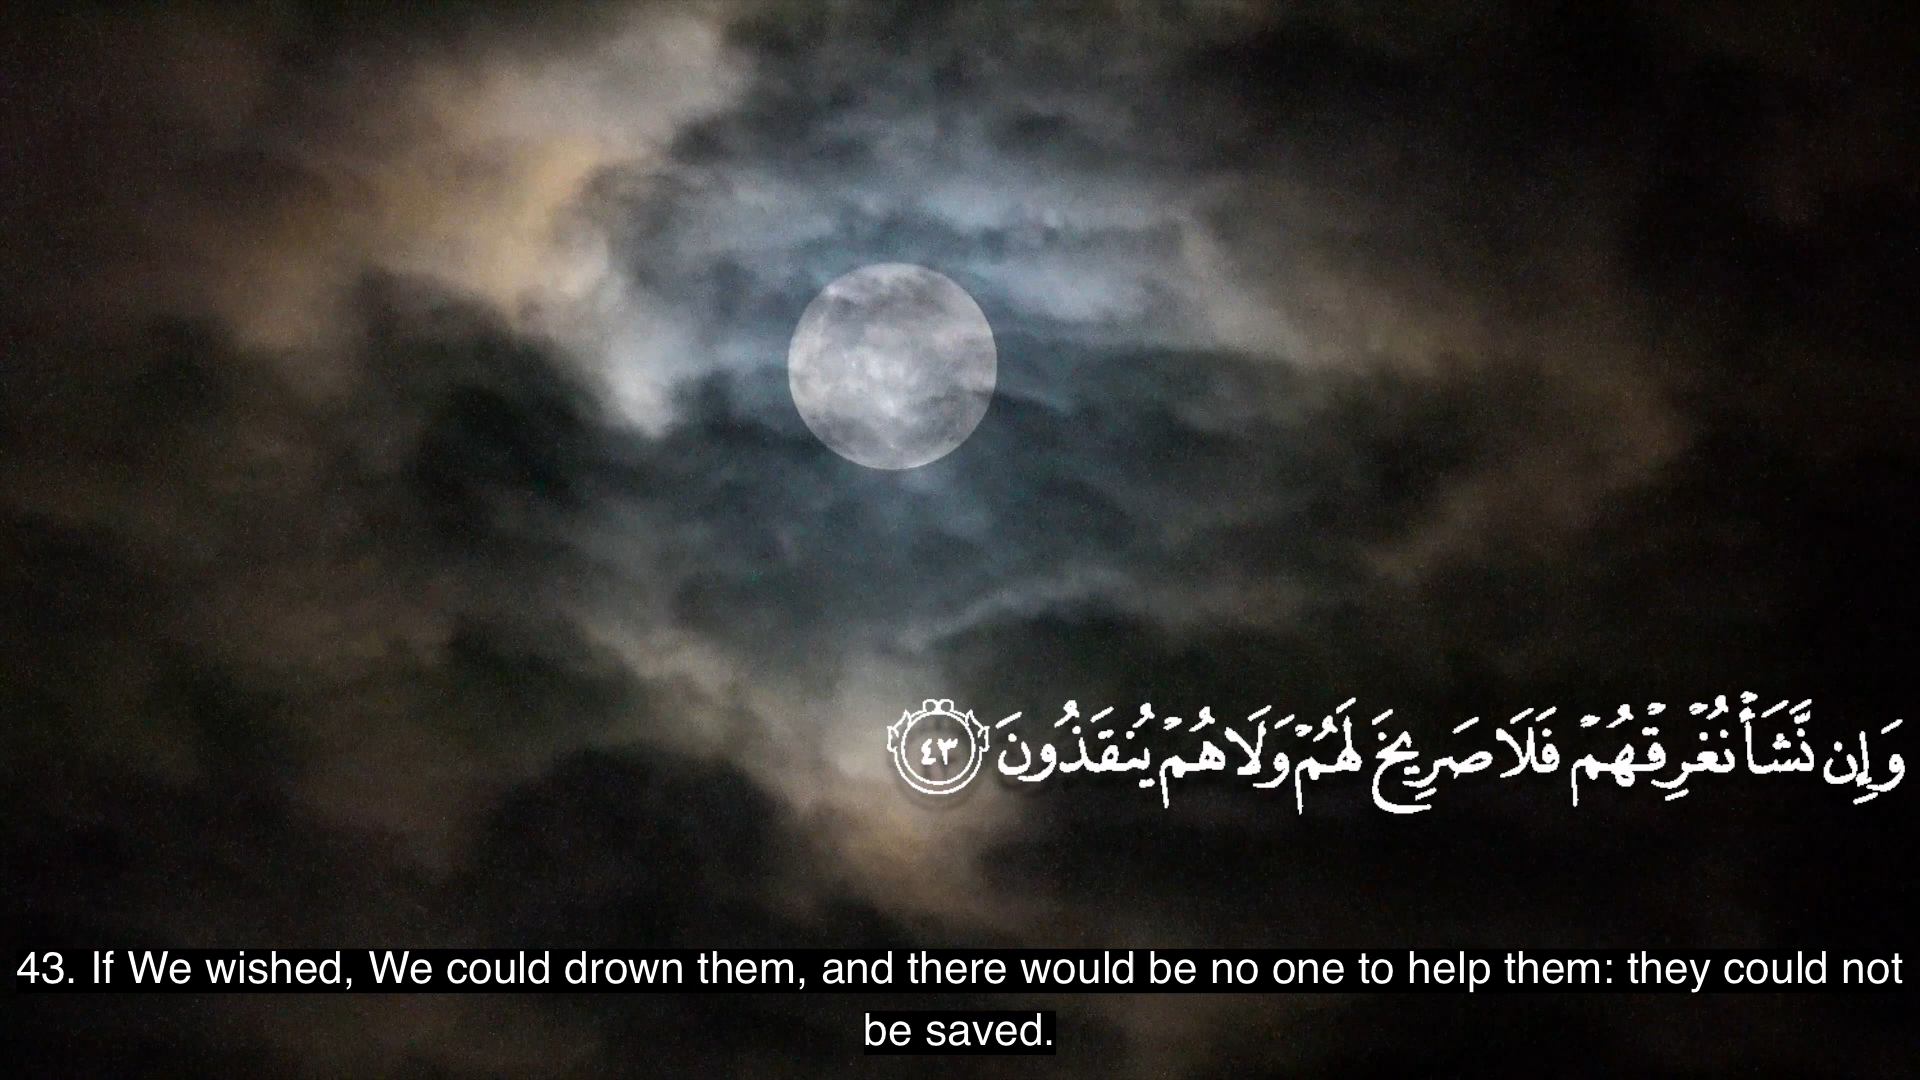 وَإِن نَّشَأۡ نُغۡرِقۡهُمۡ فَلَا صَرِيخَ لَهُمۡ وَلَا هُمۡ يُنقَذُونَ ٤٣
43. If We wished, We could drown them, and there would be no one to help them: they could not
be saved.